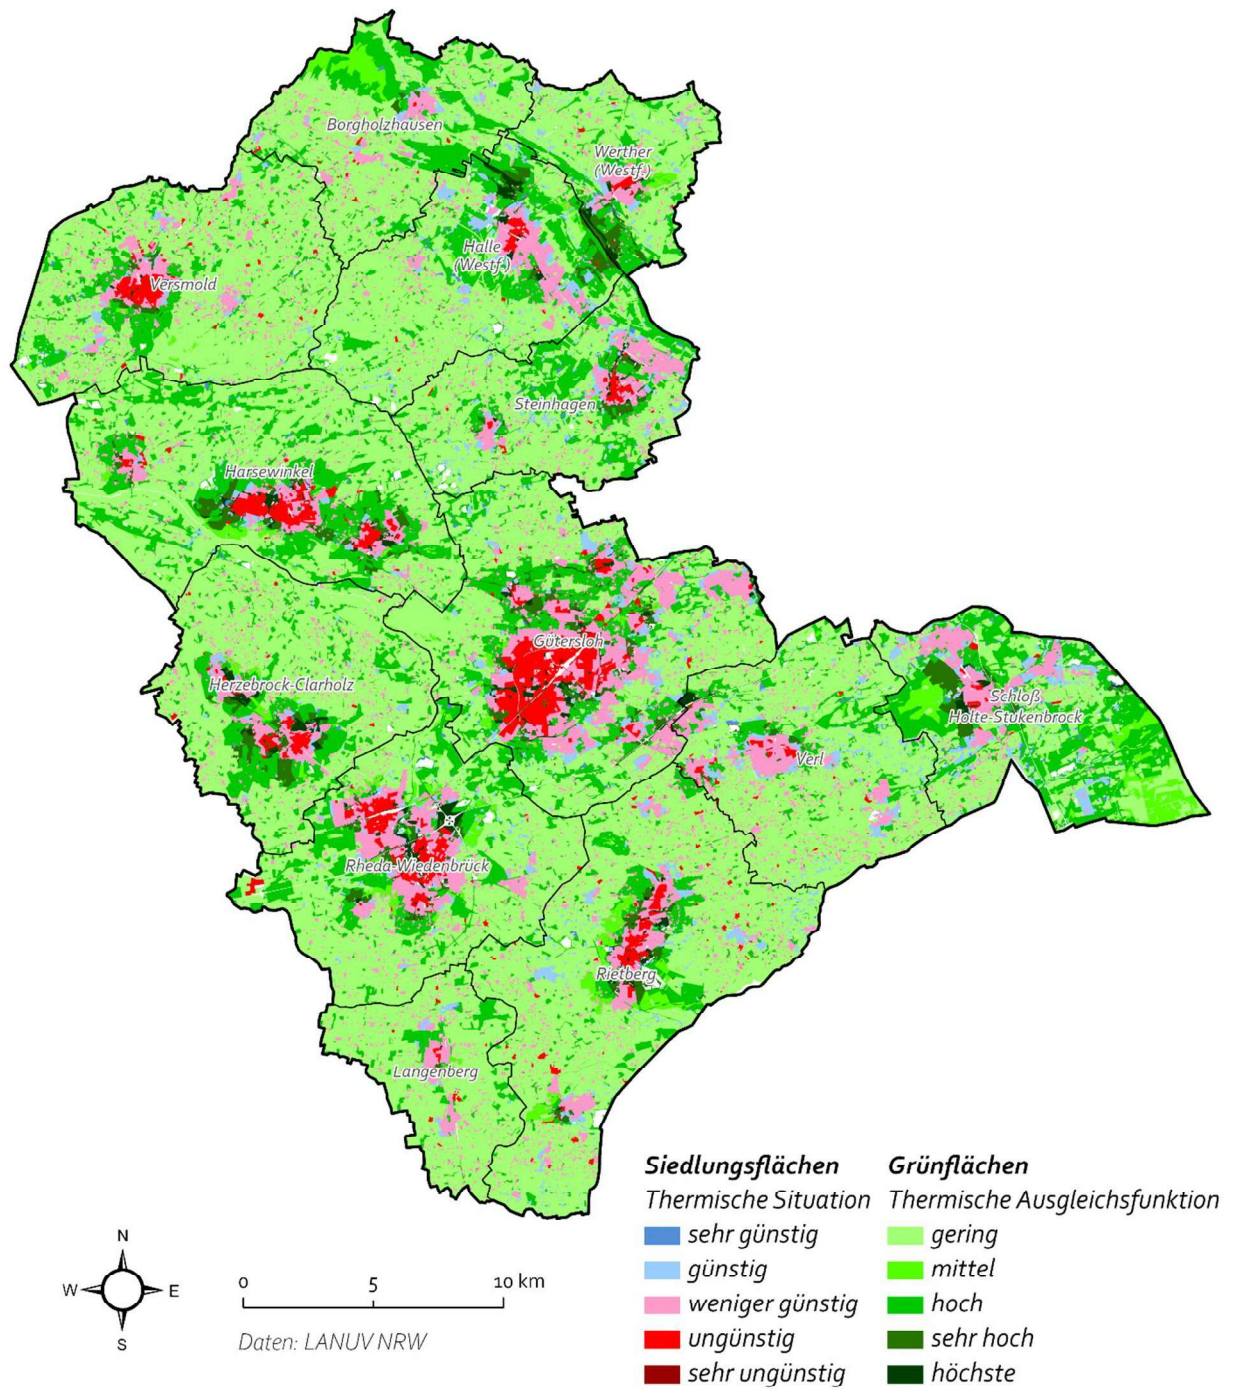 Borgholzhausen
Werther
(Westf.)
Halle
(Westf.)
Versmold
Steinhagen
Harsewinkel
Gütersloh
Herzebrock-Clarholz
Schloß
Holte-Stukenbrock
Verl
Rheda-Wiedenbrück
Rietberg
Langenberg
Siedlungsflächen
Thermische Situation
sehr günstig
günstig
weniger günstig
ungünstig
sehr ungünstig
Grünflächen
Thermische Ausgleichsfunktion
gering
mittel
hoch
sehr hoch
höchste
N
W E
S
0 5 10 km
Daten: LANUV NRW